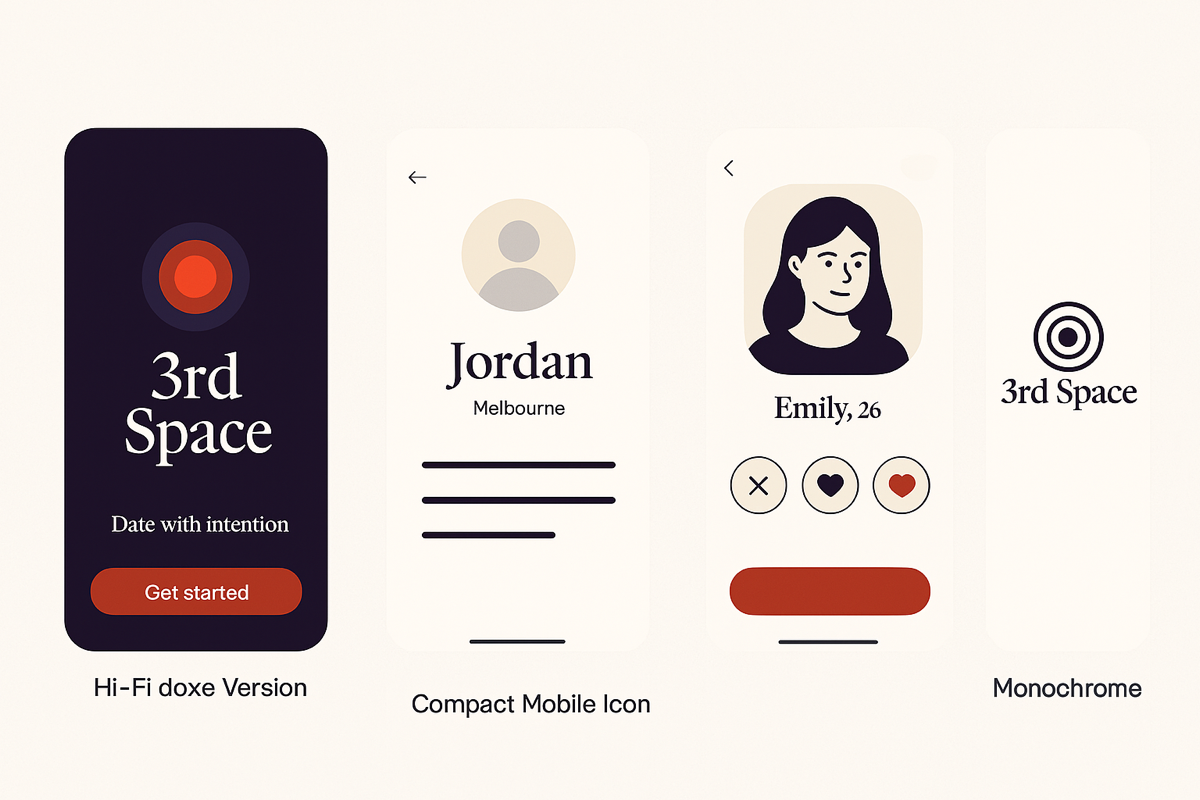 3rd
Space
Date with intention
Get started
Hi-Fi doxe Version
Jordan
Melbourne
Compact Mobile Icon
Emily, 26
3rd Space
Monochrome